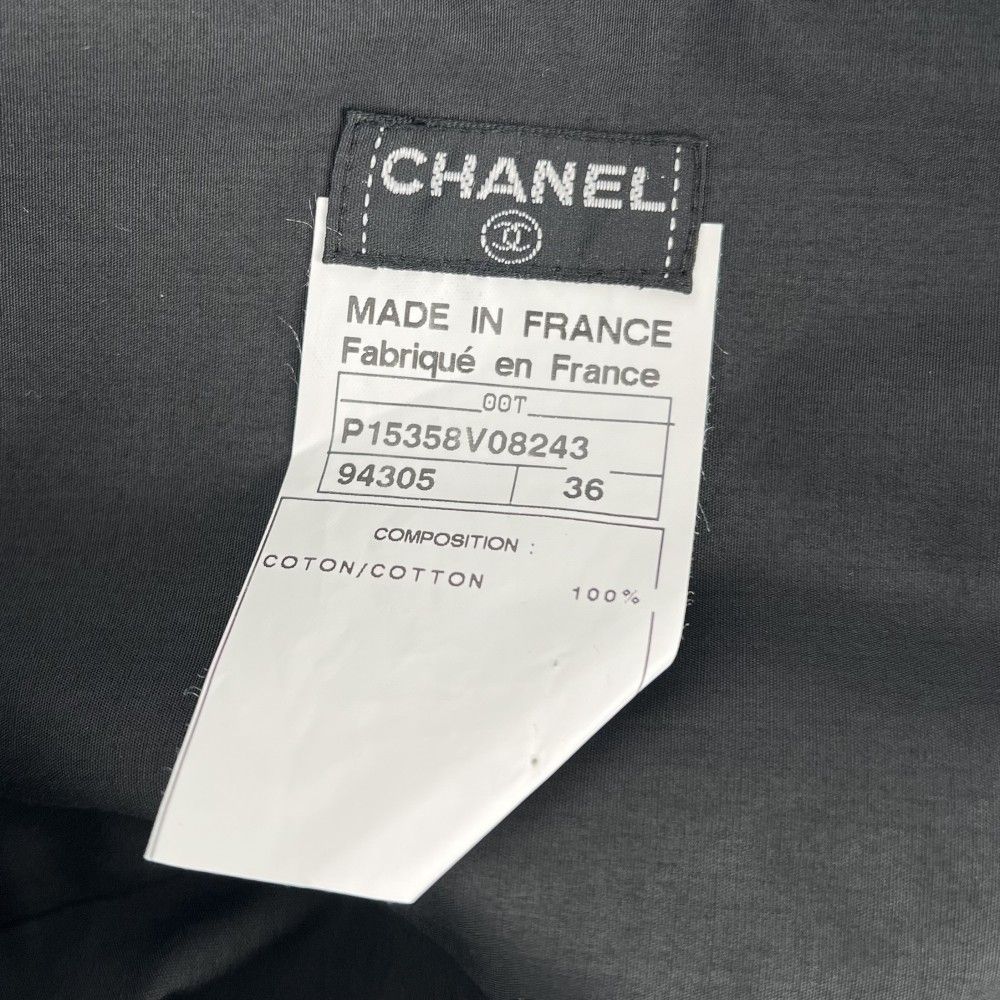 CHANEL
MADE IN FRANCE
Fabriqué en France
00T
P15358V08243
94305 36
COMPOSITION :
COTON/COTTON 100%